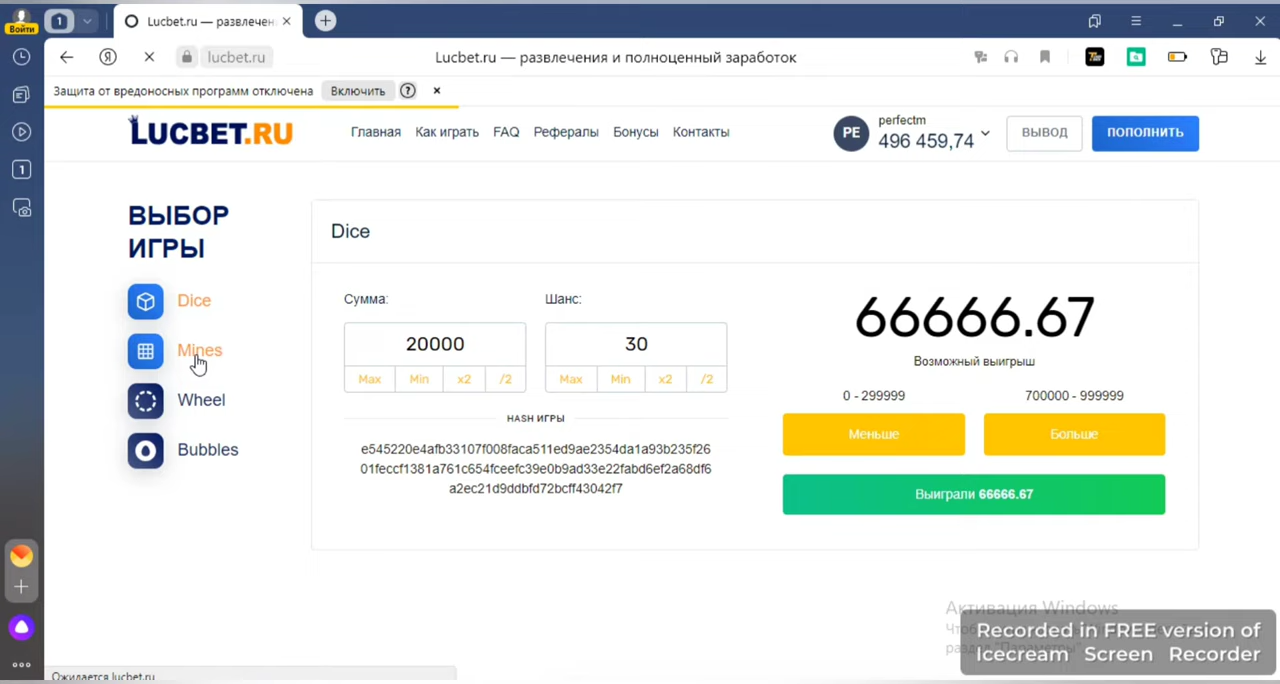 Войти
1
Lucbet.ru — развлечен
lucbet.ru
Lucbet.ru — развлечения и полноценный заработок
Защита от вредоносных программ отключена
Включить
?
1
LUCBET.RU
Главная
Как играть
FAQ
Рефералы
Бонусы
Контакты
PE
perfectm
496 459,74
ВЫВОД
ПОПОЛНИТЬ
ВЫБОР
ИГРЫ
Dice
Mines
Wheel
Bubbles
Dice
Сумма:
Шанс:
20000
30
Max
Min
x2
/2
Max
Min
x2
/2
HASH ИГРЫ
e545220e4afb33107f008faca511ed9ae2354da1a93b235f26
01feccf1381a761c654fceefc39e0b9ad33e22fabd6ef2a68df6
a2ec21d9ddbfd72bcff43042f7
66666.67
Возможный выигрыш
0 - 299999
700000 - 999999
Меньше
Больше
Выиграли 66666.67
Активация Windows
Recorded in FREE version of
Icecream Screen Recorder
Ожидается lucbet.ru